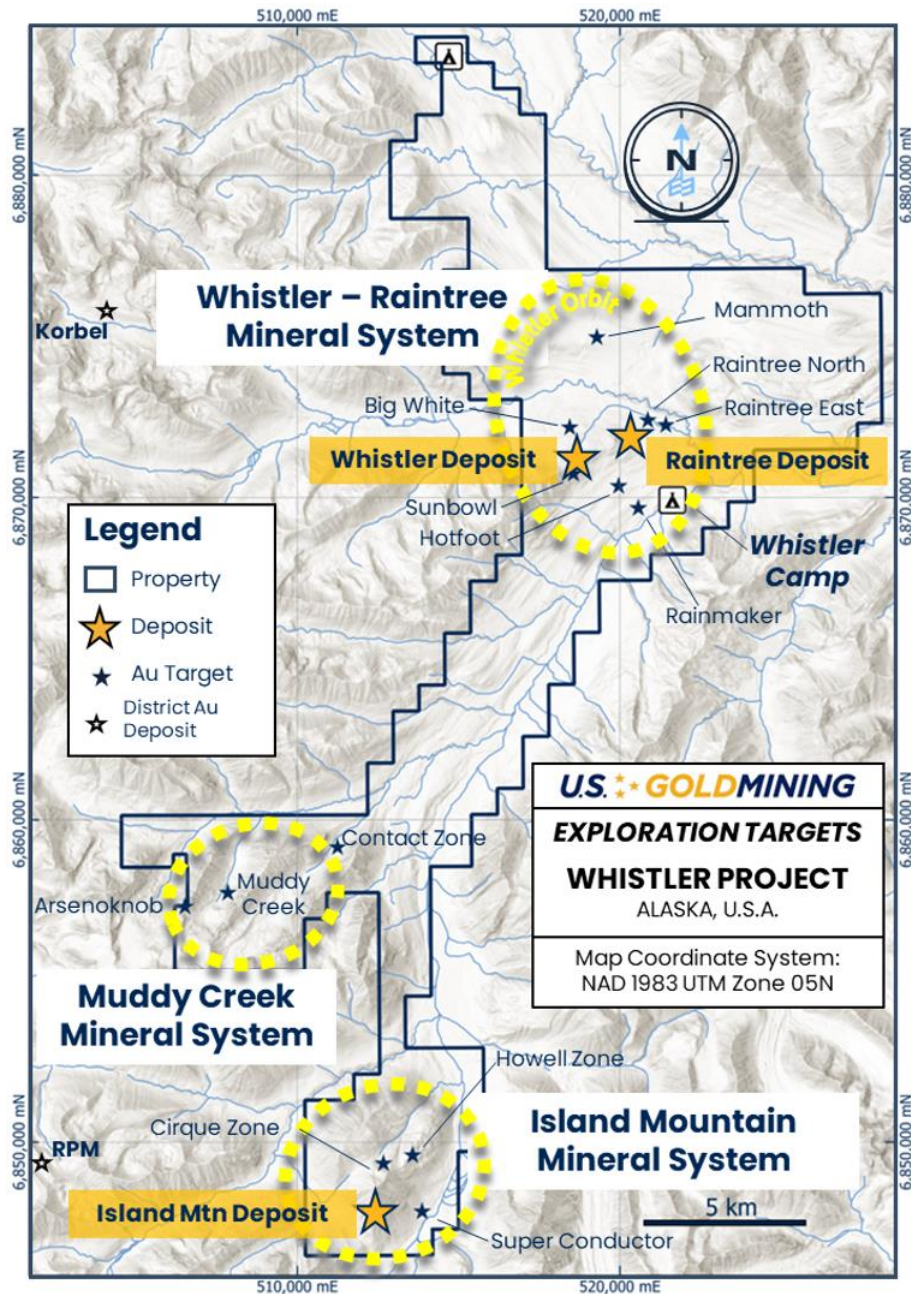 510,000 mE
520,000 mE
6,880,000 mN
6,880,000 mN
N
Whistler – Raintree
Mineral System
Whistler Orbit
Korbel
Mammoth
Raintree North
Big White
Raintree East
Whistler Deposit
Raintree Deposit
6,870,000 mN
6,870,000 mN
Sunbowl
Hotfoot
Whistler
Camp
Rainmaker
Legend
Property
Deposit
Au Target
District Au
Deposit
U.S. GOLDMINING
EXPLORATION TARGETS
WHISTLER PROJECT
ALASKA, U.S.A.
Map Coordinate System:
NAD 1983 UTM Zone 05N
6,860,000 mN
6,860,000 mN
Contact Zone
Muddy
Creek
Arsenoknob
Muddy Creek
Mineral System
Howell Zone
Cirque Zone
Island Mountain
Mineral System
RPM
6,850,000 mN
6,850,000 mN
Island Mtn Deposit
5 km
Super Conductor
510,000 mE
520,000 mE